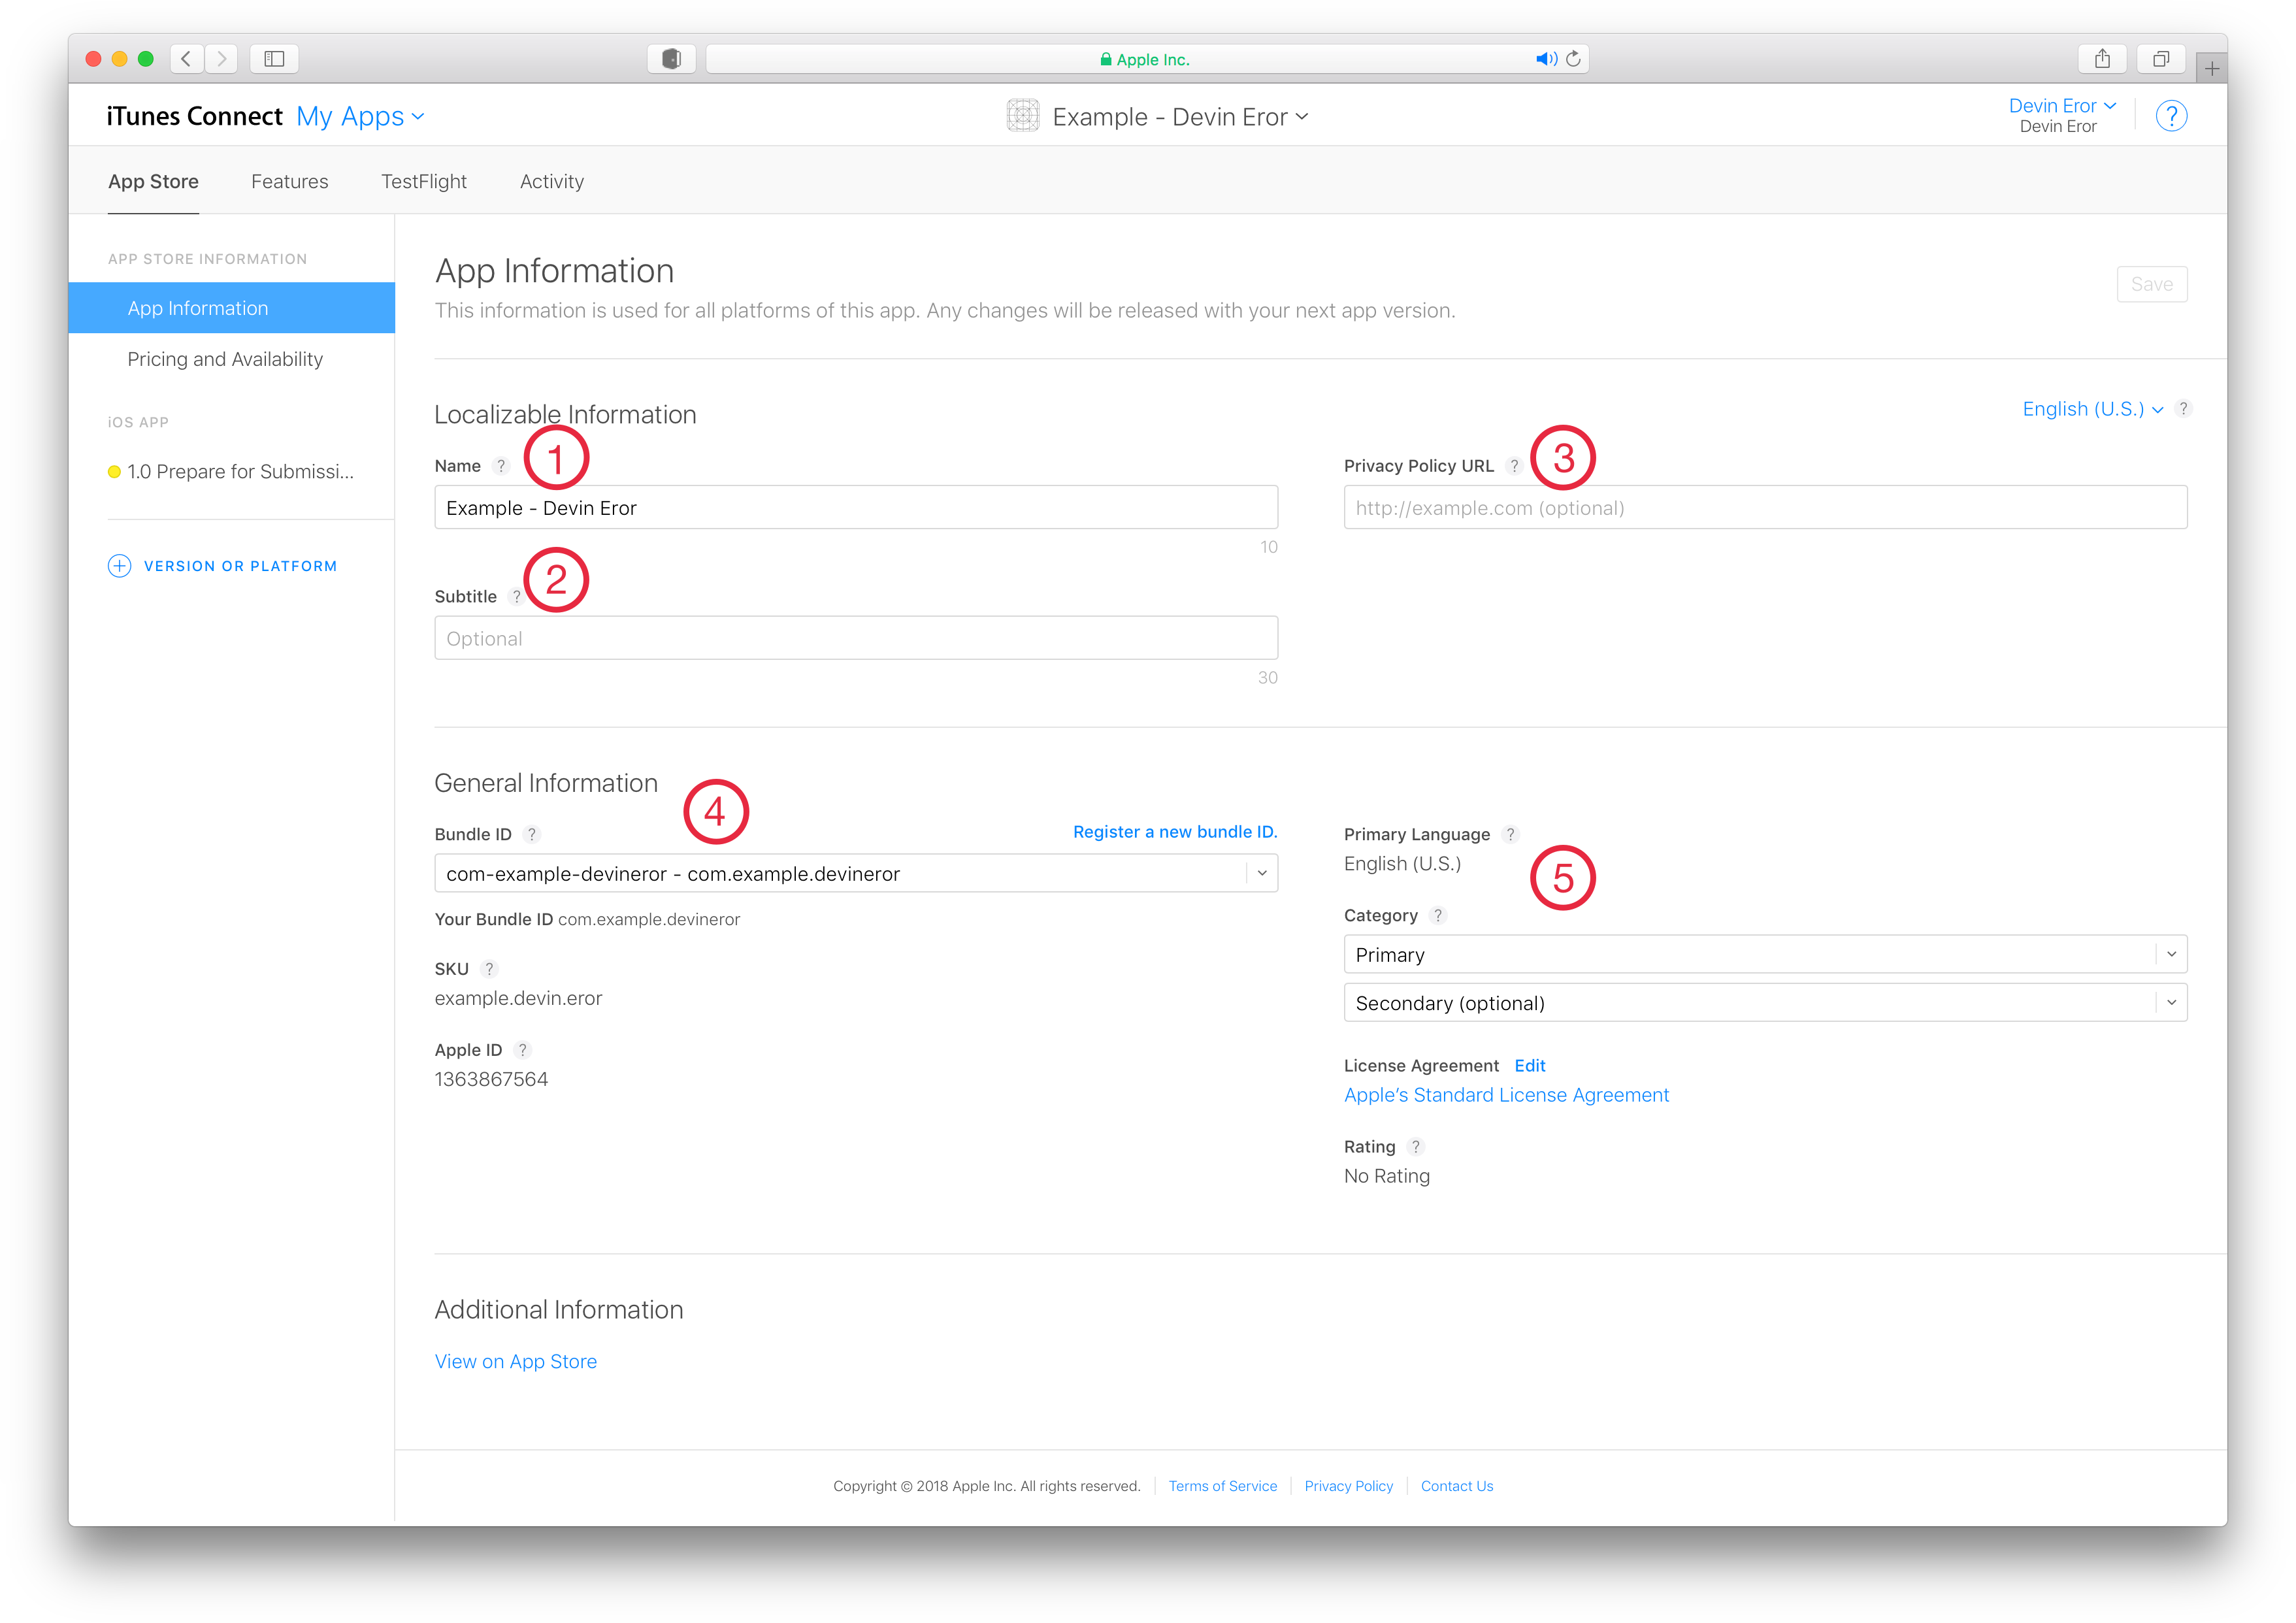 Apple Inc.
iTunes Connect My Apps
Example - Devin Eror
Devin Eror
Devin Eror
?
App Store Features TestFlight Activity
APP STORE INFORMATION
App Information
Pricing and Availability
iOS APP
1.0 Prepare for Submissi...
VERSION OR PLATFORM
App Information
Save
This information is used for all platforms of this app. Any changes will be released with your next app version.
Localizable Information
English (U.S.) ?
Name ? 1
Example - Devin Eror
10
Subtitle ? 2
Optional
30
Privacy Policy URL ? 3
http://example.com (optional)
General Information
4
Bundle ID ? Register a new bundle ID.
com-example-devineror - com.example.devineror
Your Bundle ID com.example.devineror
SKU ?
example.devin.eror
Apple ID ?
1363867564
Primary Language ?
English (U.S.)
5
Category ?
Primary
Secondary (optional)
License Agreement Edit
Apple's Standard License Agreement
Rating ?
No Rating
Additional Information
View on App Store
Copyright © 2018 Apple Inc. All rights reserved. Terms of Service Privacy Policy Contact Us